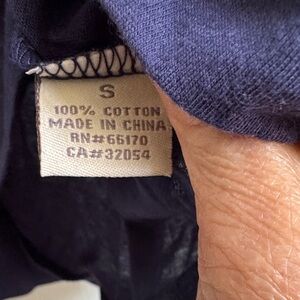 S
100% COTTON
MADE IN CHINA
RN#66170
CA#32054